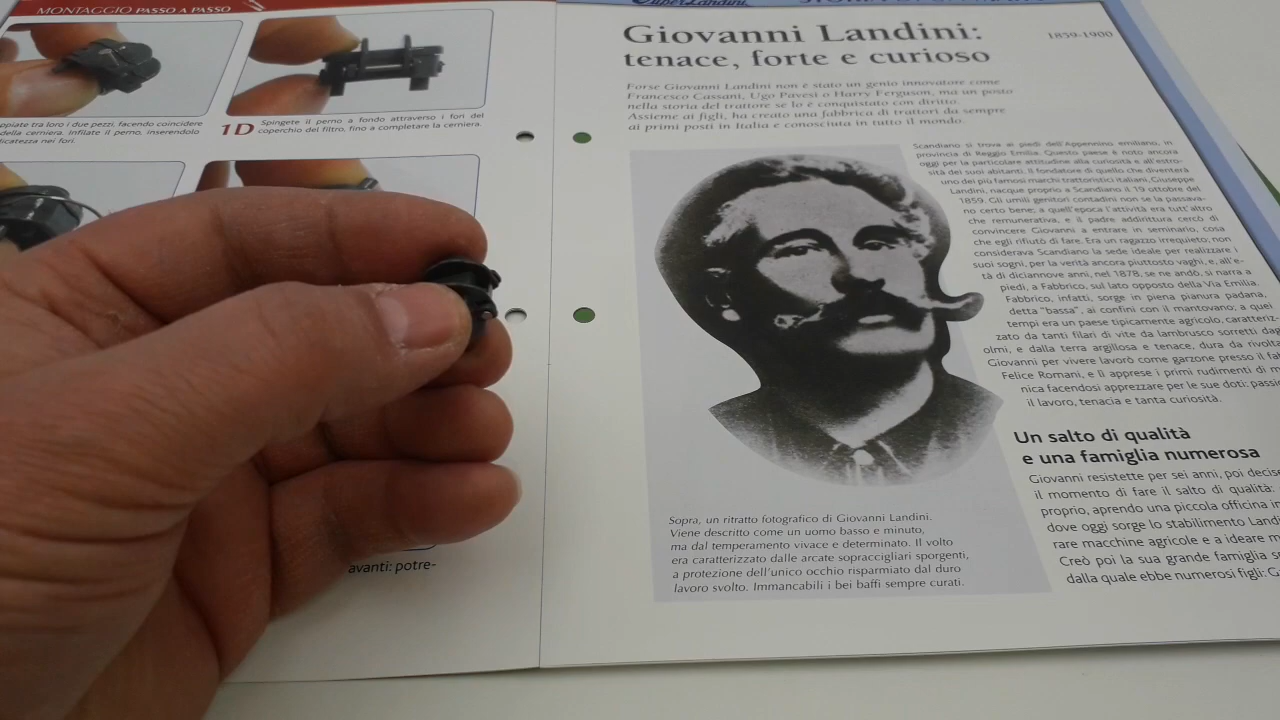 MONTAGGIO PASSO A PASSO
ppiate tra loro i due pezzi, facendo coincidere
della cerniera. Infilate il perno, inserendolo
licatezza nei fori.
1D Spingete il perno a fondo attraverso i fori del
coperchio del filtro, fino a completare la cerniera.
avanti: potre-
SuperLandini
Giovanni Landini:
tenace, forte e curioso
1859-1900
Forse Giovanni Landini non è stato un genio innovatore come
Francesco Cassani, Ugo Pavesi o Harry Ferguson, ma un posto
nella storia del trattore se lo è conquistato con diritto.
Assieme ai figli, ha creato una fabbrica di trattori da sempre
ai primi posti in Italia e conosciuta in tutto il mondo.
Scandiano si trova ai piedi dell'Appennino emiliano, in
provincia di Reggio Emilia. Questo paese è noto ancora
oggi per la particolare attitudine alla curiosità e all'estro-
sità dei suoi abitanti. Il fondatore di quello che diventerà
uno dei più famosi marchi trattoristici italiani, Giuseppe
Landini, nacque proprio a Scandiano il 19 ottobre del
1859. Gli umili genitori contadini non se la passava-
no certo bene; a quell'epoca l'attività era tutt'altro
che remunerativa, e il padre addirittura cercò di
convincere Giovanni a entrare in seminario, cosa
che egli rifiutò di fare. Era un ragazzo irrequieto, non
considerava Scandiano la sede ideale per realizzare i
suoi sogni, per la verità ancora piuttosto vaghi, e, all'e-
tà di diciannove anni, nel 1878, se ne andò, si narra a
piedi, a Fabbrico, sul lato opposto della Via Emilia.
Fabbrico, infatti, sorge in piena pianura padana,
detta "bassa", ai confini con il mantovano, a quei
tempi era un paese tipicamente agricolo, caratteriz-
zato da tanti filari di vite da lambrusco sorretti da
olmi, e dalla terra argillosa e tenace, dura da rivolta
Giovanni per vivere lavorò come garzone presso il fa
Felice Romani, e lì apprese i primi rudimenti di m
nica facendosi apprezzare per le sue doti: passi
il lavoro, tenacia e tanta curiosità.
Un salto di qualità
e una famiglia numerosa
Giovanni resistette per sei anni, poi decise
il momento di fare il salto di qualità:
proprio, aprendo una piccola officina in
dove oggi sorge lo stabilimento Landi
rare macchine agricole e a ideare m
Creò poi la sua grande famiglia s
dalla quale ebbe numerosi figli: G
Sopra, un ritratto fotografico di Giovanni Landini.
Viene descritto come un uomo basso e minuto,
ma dal temperamento vivace e determinato. Il volto
era caratterizzato dalle arcate sopraccigliari sporgenti,
a protezione dell'unico occhio risparmiato dal duro
lavoro svolto. Immancabili i bei baffi sempre curati.